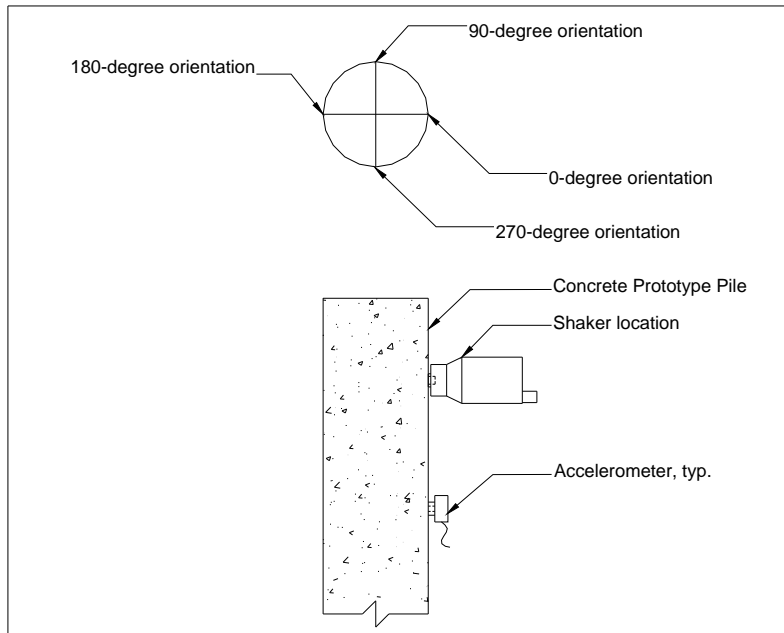 90-degree orientation
180-degree orientation
0-degree orientation
270-degree orientation
Concrete Prototype Pile
Shaker location
Accelerometer, typ.